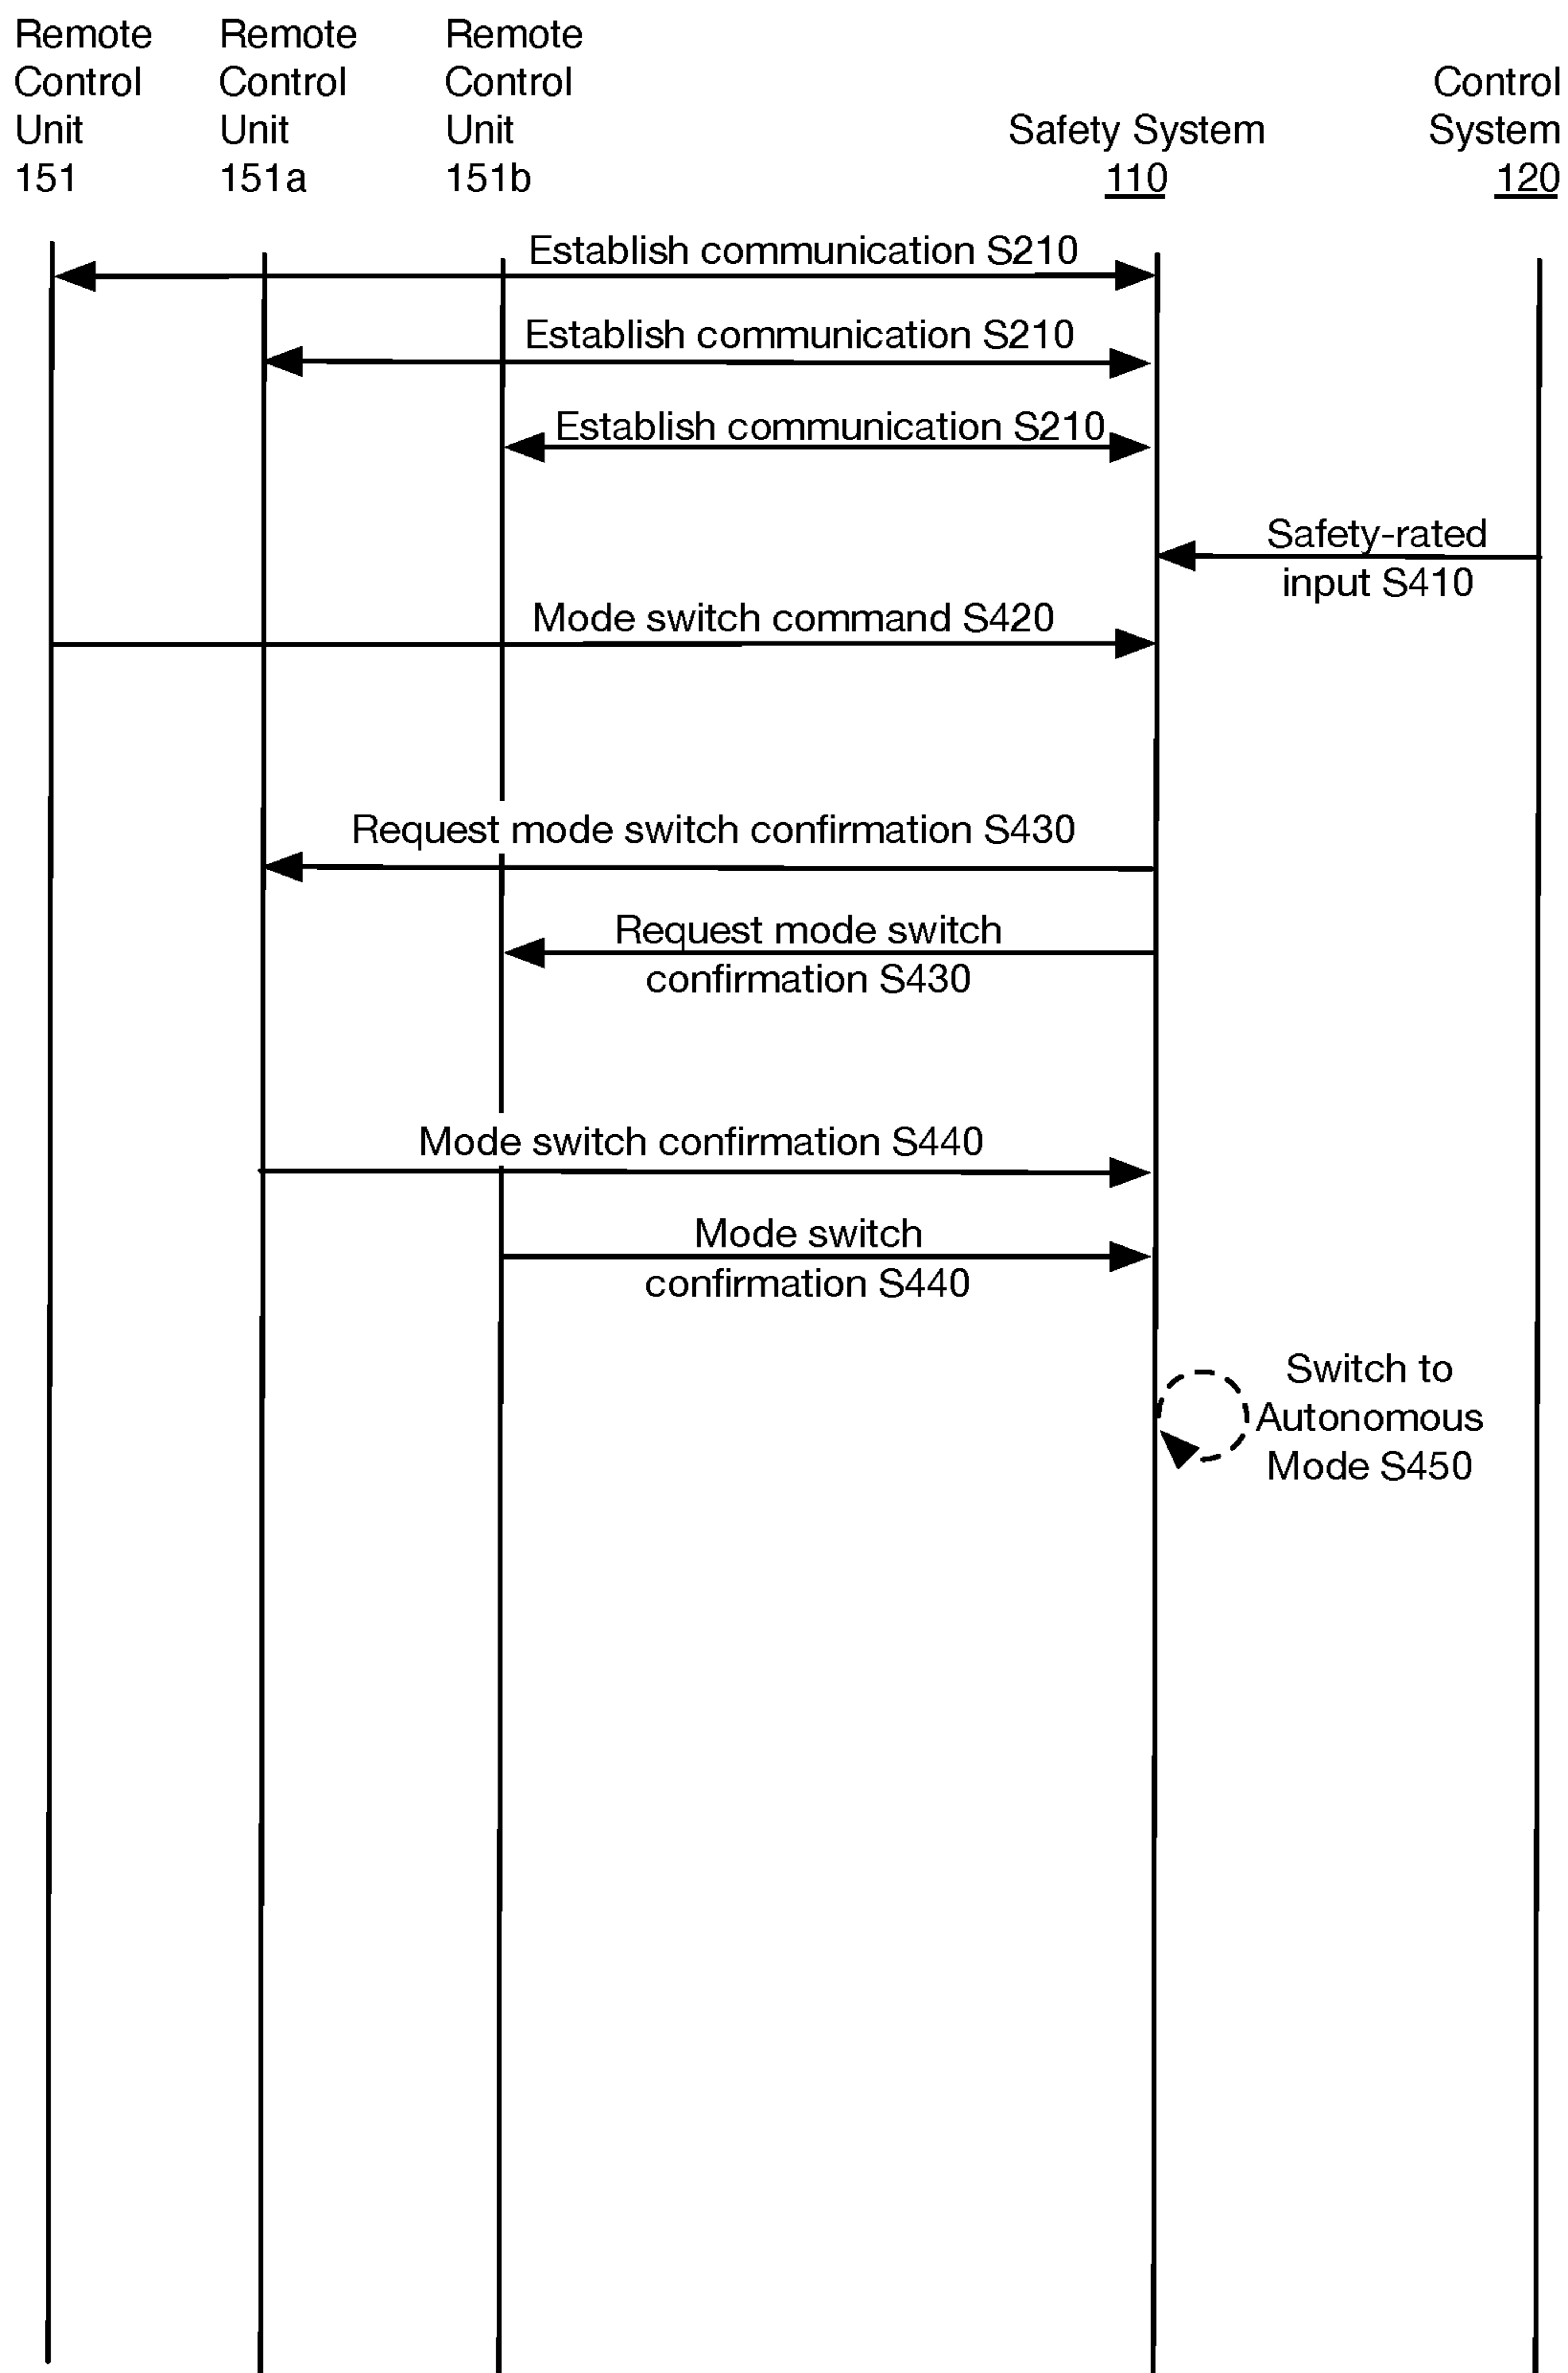 Remote
Control
Unit
151
Remote
Control
Unit
151a
Remote
Control
Unit
151b
Safety System
110
Control
System
120
Establish communication S210
Establish communication S210
Establish communication S210
Safety-rated
input S410
Mode switch command S420
Request mode switch confirmation S430
Request mode switch
confirmation S430
Mode switch confirmation S440
Mode switch
confirmation S440
Switch to
Autonomous
Mode S450